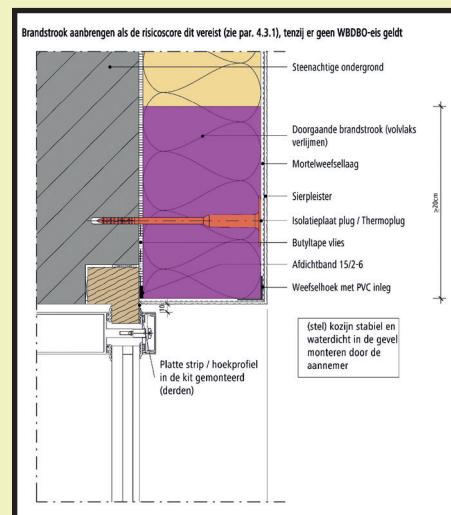 Brandstrook aanbrengen als de risicoscore dit vereist (zie par. 4.3.1), tenzij er geen WBDBO-eis geldt
Steenachtige ondergrond
Doorgaande brandstrook (volvlaks
verlijmen)
Mortelweefsellaag
Sierpleister
Isolatieplaat plug / Thermoplug
Butyltape vlies
Afdichtband 15/2-6
Weefselhoek met PVC inleg
≥20cm
10
Platte strip / hoekprofiel
in de kit gemonteerd
(derden)
(stel) kozijn stabiel en
waterdicht in de gevel
monteren door de
aannemer